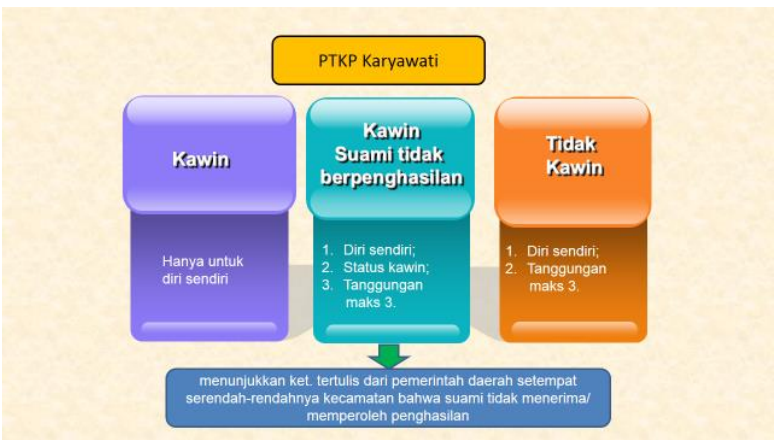 PTKP Karyawati
Kawin
Hanya untuk
diri sendiri
Kawin
Suami tidak
berpenghasilan
1. Diri sendiri;
2. Status kawin;
3. Tanggungan
maks 3.
Tidak
Kawin
1. Diri sendiri;
2. Tanggungan
maks 3.
menunjukkan ket. tertulis dari pemerintah daerah setempat
serendah-rendahnya kecamatan bahwa suami tidak menerima/
memperoleh penghasilan